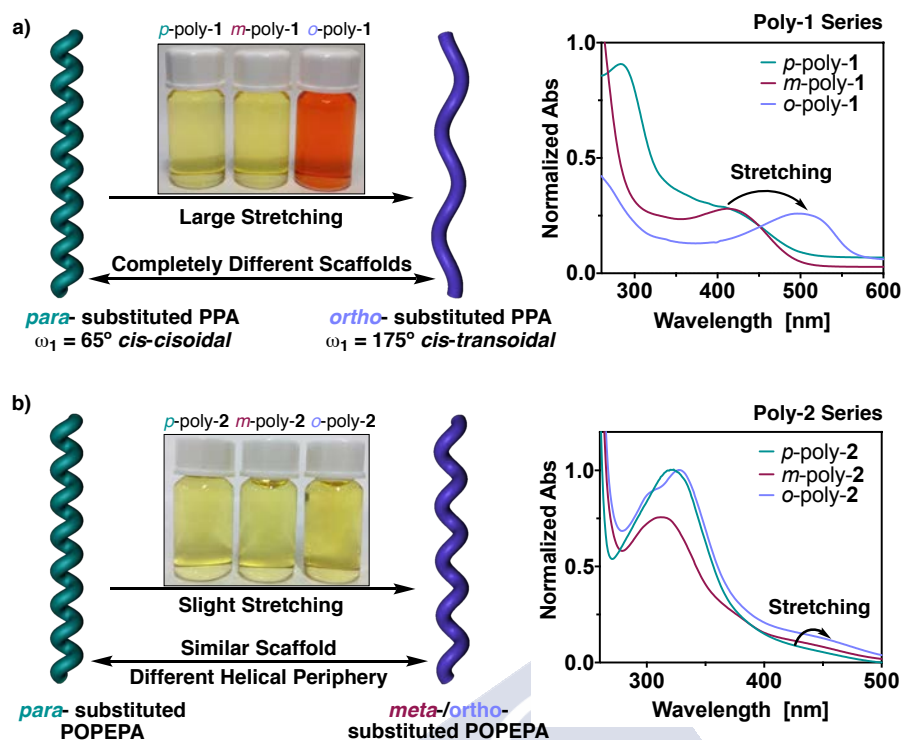 a)
p-poly-1 m-poly-1 o-poly-1
Large Stretching
Completely Different Scaffolds
para- substituted PPA
ω1 = 65º cis-cisoidal
ortho- substituted PPA
ω1 = 175º cis-transoidal
Poly-1 Series
Normalized Abs
1.0
0.5
0.0
p-poly-1
m-poly-1
o-poly-1
Stretching
300 400 500 600
Wavelength [nm]
b)
p-poly-2 m-poly-2 o-poly-2
Slight Stretching
Similar Scaffold
Different Helical Periphery
para- substituted
POPEPA
meta-/ortho-
substituted POPEPA
Poly-2 Series
Normalized Abs
1.0
0.5
0.0
p-poly-2
m-poly-2
o-poly-2
Stretching
300 400 500
Wavelength [nm]